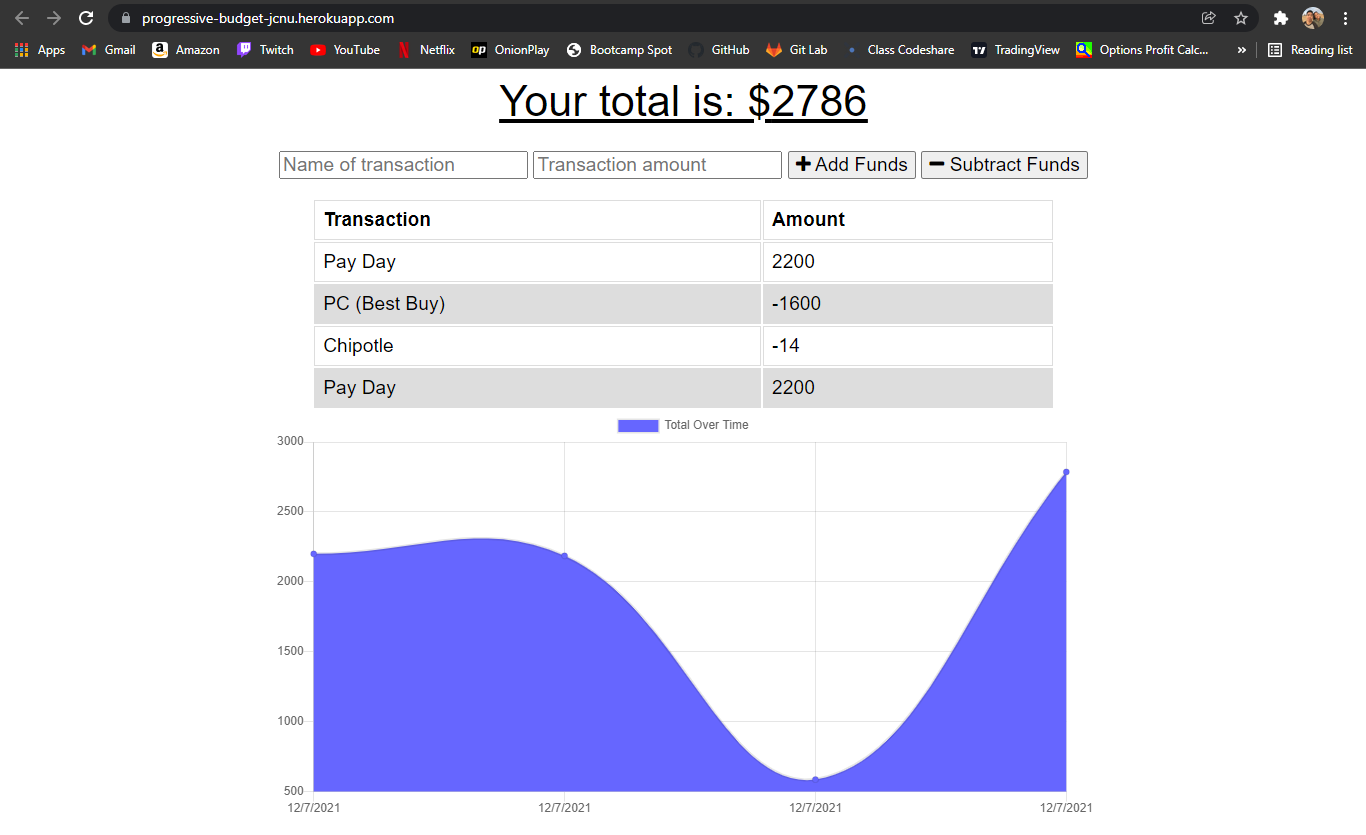 progressive-budget-jcnu.herokuapp.com
Apps Gmail Amazon Twitch YouTube Netflix OnionPlay Bootcamp Spot GitHub Git Lab Class Codeshare TradingView Options Profit Calc... » Reading list
Your total is: $2786
Name of transaction Transaction amount + Add Funds − Subtract Funds
Transaction Amount
Pay Day 2200
PC (Best Buy) -1600
Chipotle -14
Pay Day 2200
Total Over Time
3000
2500
2000
1500
1000
500
12/7/2021 12/7/2021 12/7/2021 12/7/2021